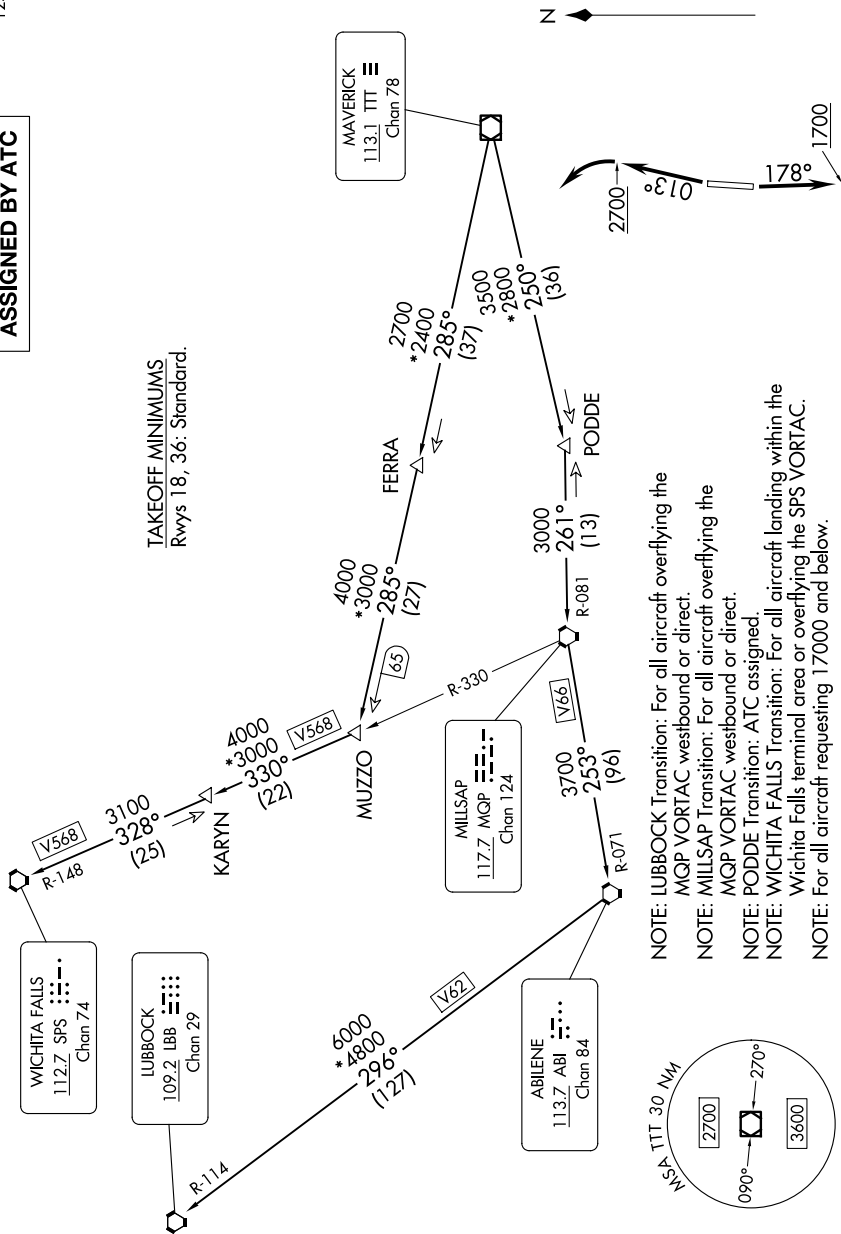 ASSIGNED BY ATC
TAKEOFF MINIMUMS
Rwys 18, 36: Standard.
WICHITA FALLS
112.7 SPS
Chan 74
LUBBOCK
109.2 LBB
Chan 29
ABILENE
113.7 ABI
Chan 84
MILLSAP
117.7 MQP
Chan 124
MAVERICK
113.1 TTT
Chan 78
N
V568
R-148
3100
328°
(25)
KARYN
4000
*3000
330°
(22)
V568
MUZZO
65
4000
*3000
285°
(27)
FERRA
2700
*2400
285°
(37)
3500
*2800
250°
(36)
PODDE
3000
261°
(13)
R-081
R-330
V66
3700
253°
(96)
R-071
V62
6000
*4800
296°
(127)
R-114
2700
013°
178°
1700
MSA TTT 30 NM
2700
090°
270°
3600
NOTE: LUBBOCK Transition: For all aircraft overflying the
MQP VORTAC westbound or direct.
NOTE: MILLSAP Transition: For all aircraft overflying the
MQP VORTAC westbound or direct.
NOTE: PODDE Transition: ATC assigned.
NOTE: WICHITA FALLS Transition: For all aircraft landing within the
Wichita Falls terminal area or overflying the SPS VORTAC.
NOTE: For all aircraft requesting 17000 and below.